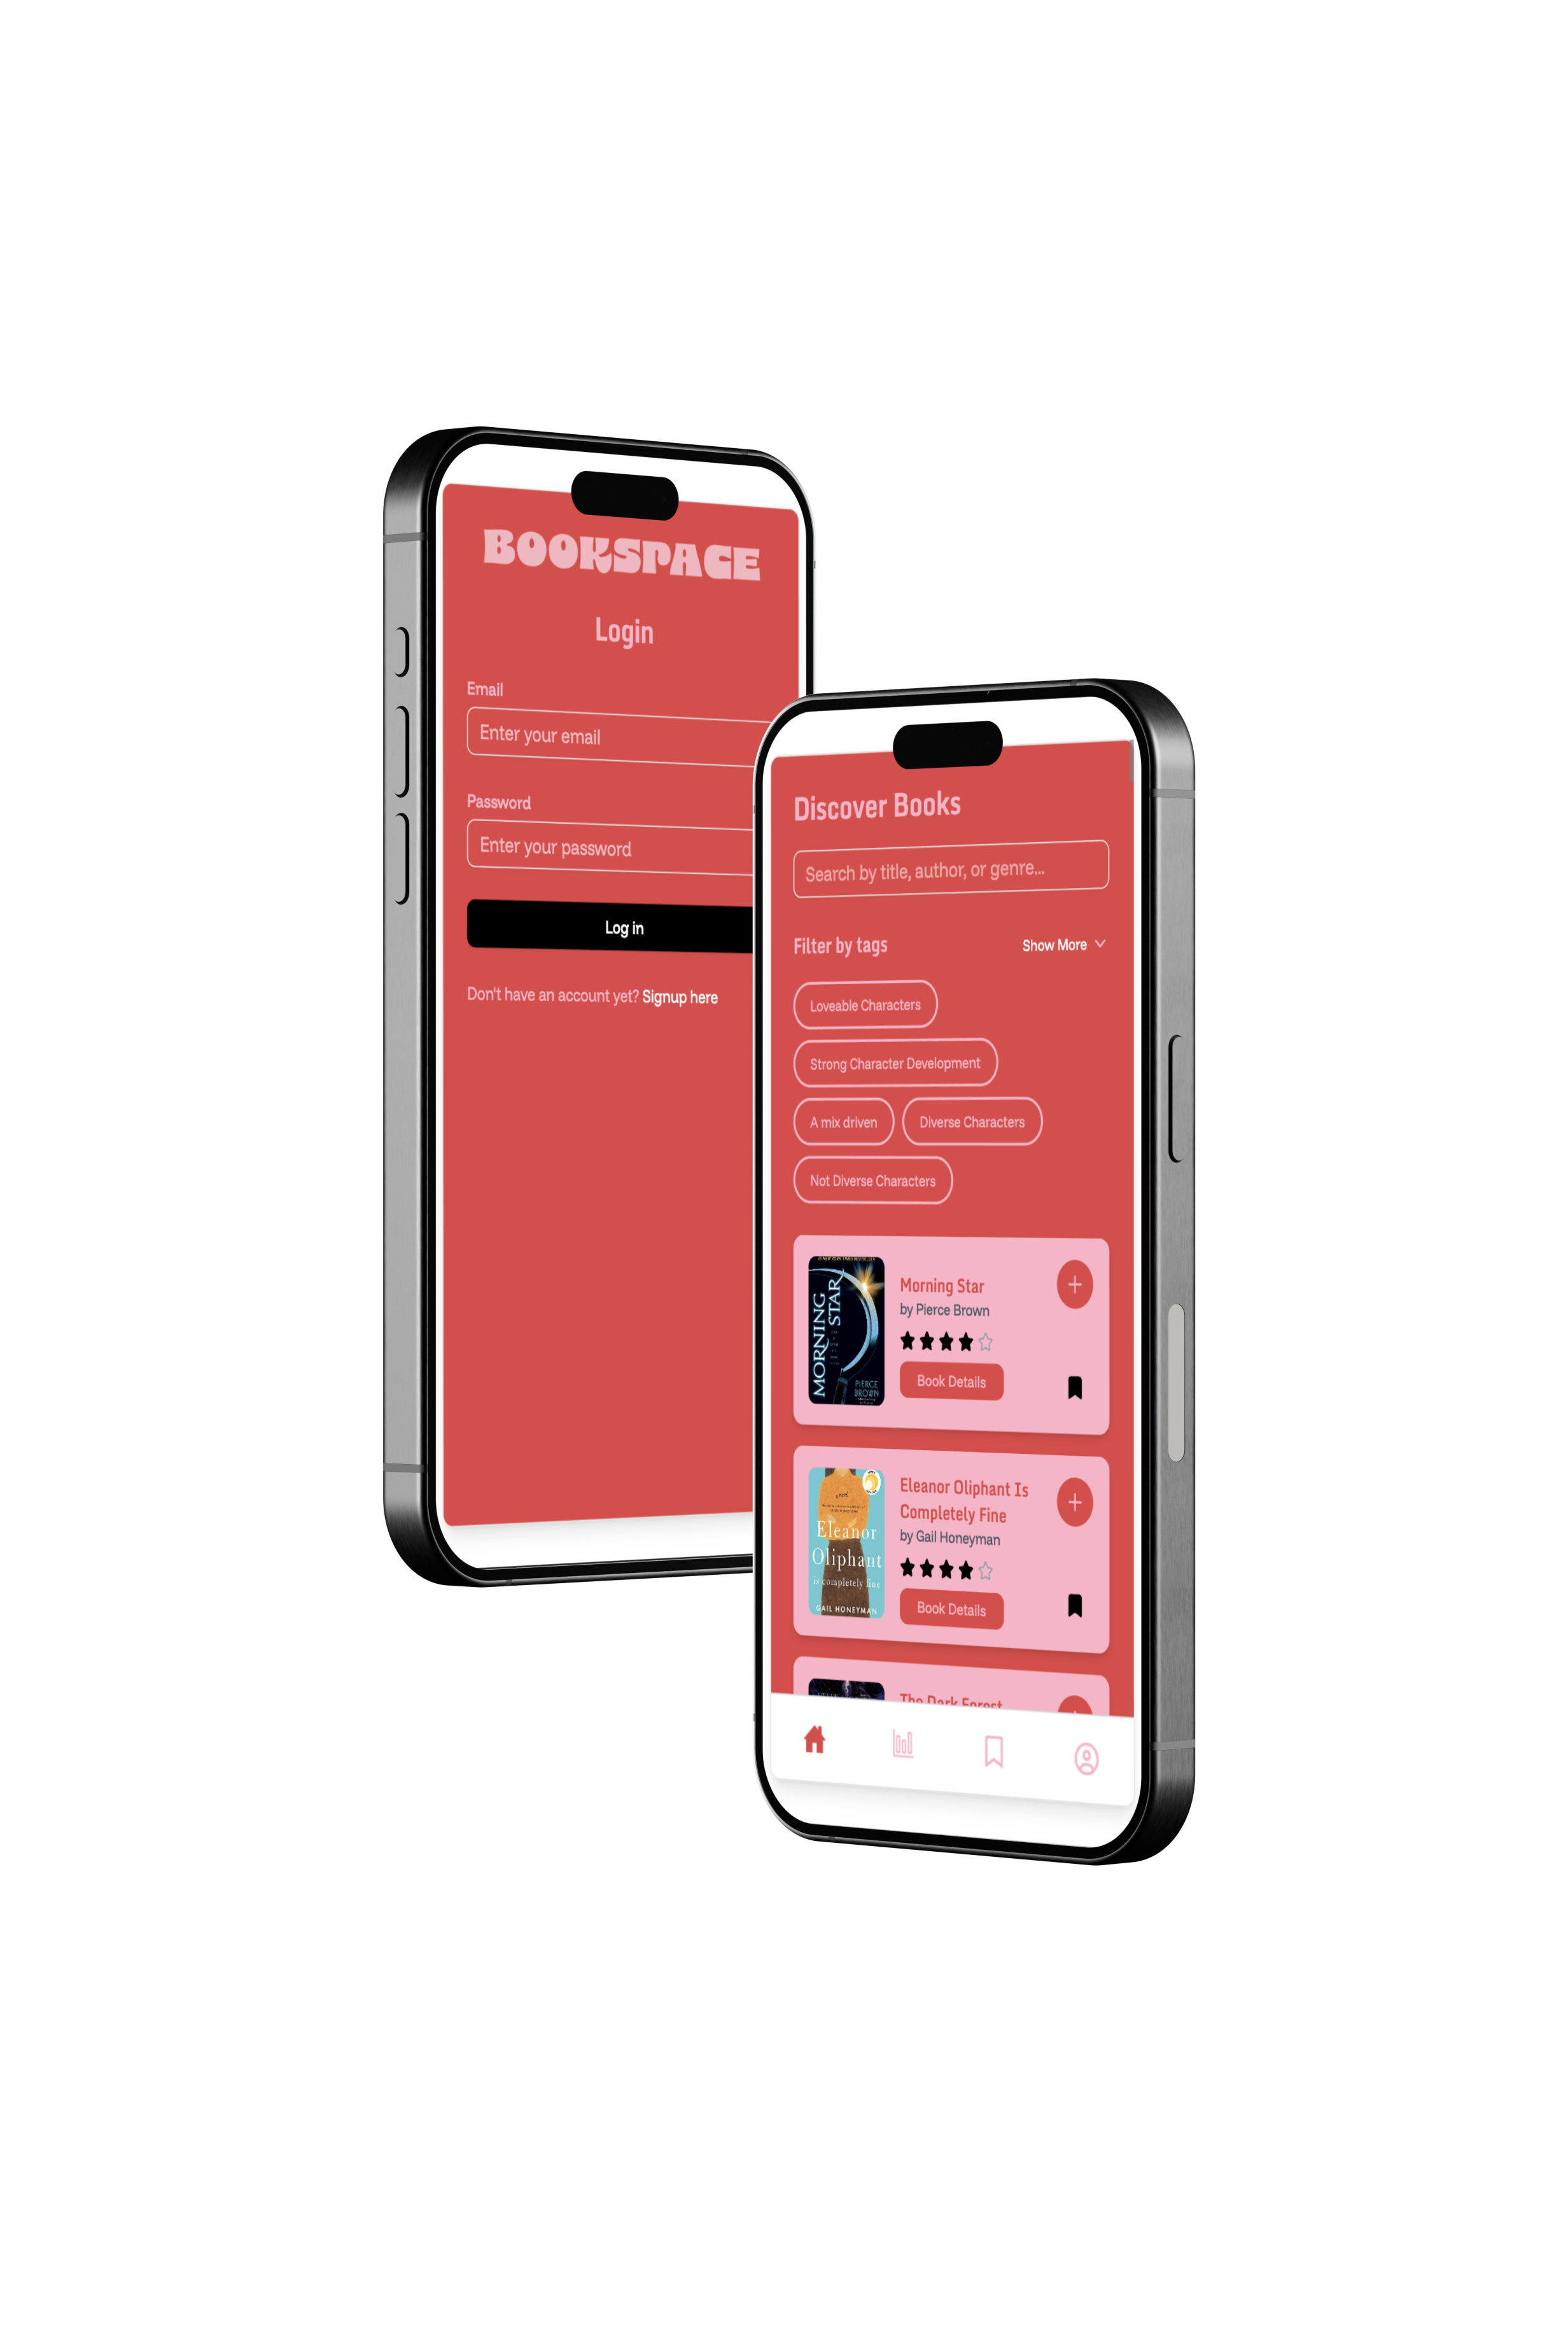 BOOKSPACE
Login
Email
Enter your email
Password
Enter your password
Log in
Don't have an account yet? Signup here
Discover Books
Search by title, author, or genre...
Filter by tags
Show More
Loveable Characters
Strong Character Development
A mix driven
Diverse Characters
Not Diverse Characters
MORNING
STAR
PIERCE
BROWN
Morning Star
by Pierce Brown
Book Details
a novel
Eleanor
Oliphant
is completely fine
GAIL HONEYMAN
Eleanor Oliphant Is
Completely Fine
by Gail Honeyman
Book Details
The Dark Forest